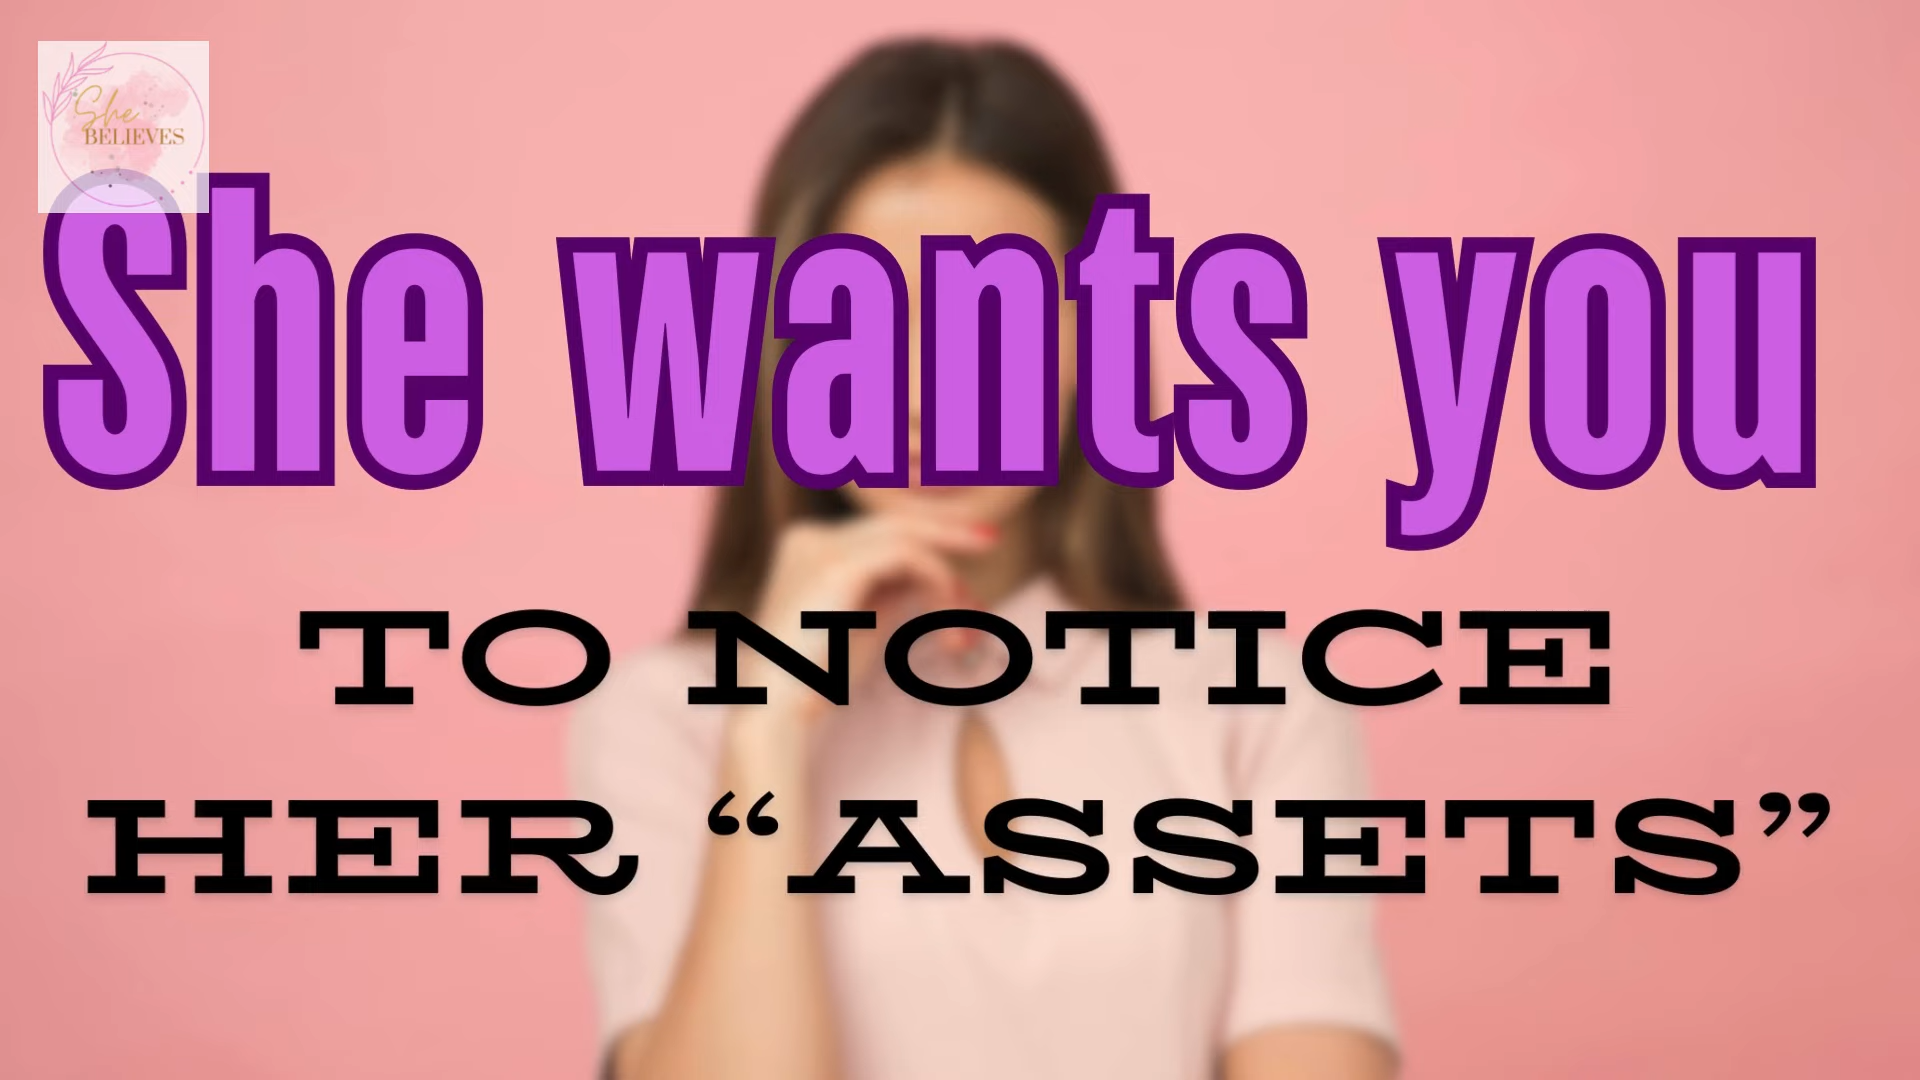 She
BELIEVES
She wants you
TO NOTICE
HER “ASSETS”